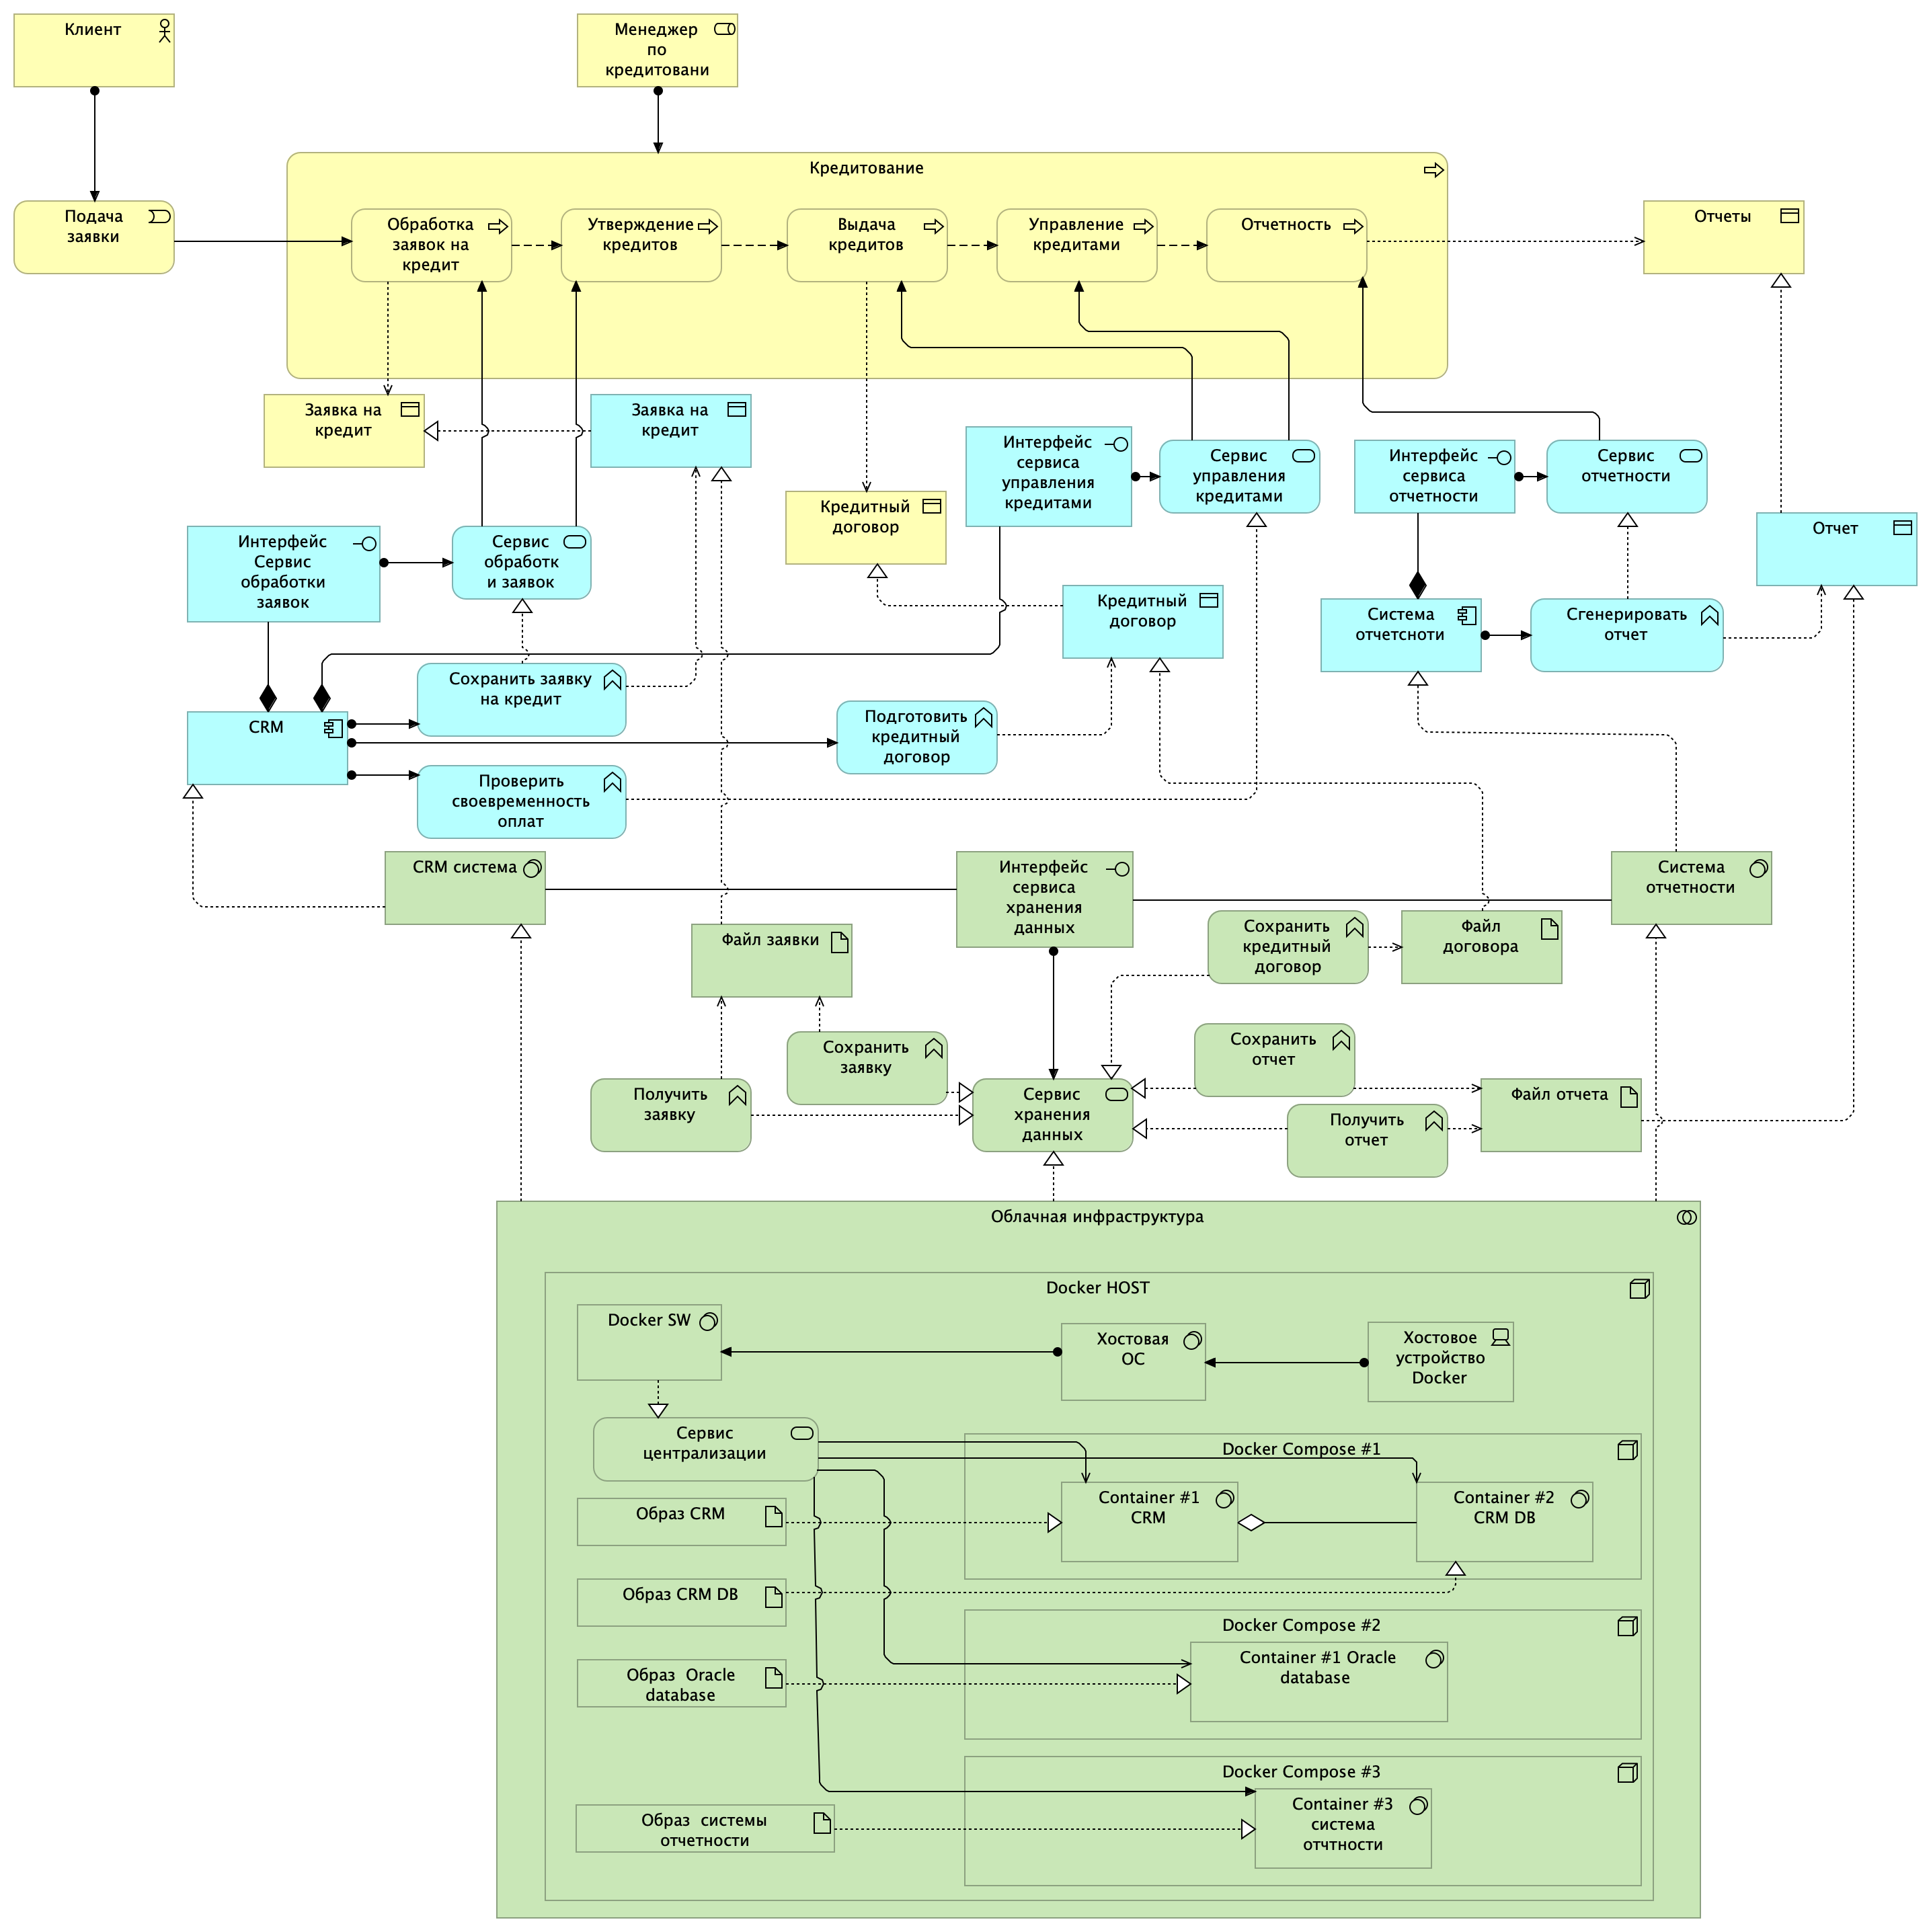 Клиент
Менеджер
по
кредитовани
Кредитование
Подача
заявки
Обработка
заявок на
кредит
Утверждение
кредитов
Выдача
кредитов
Управление
кредитами
Отчетность
Отчеты
Заявка на
кредит
Заявка на
кредит
Интерфейс
сервиса
управления
кредитами
Сервис
управления
кредитами
Интерфейс
сервиса
отчетности
Сервис
отчетности
Кредитный
договор
Отчет
Интерфейс
Сервис
обработки
заявок
Сервис
обработк
и заявок
Кредитный
договор
Система
отчетсноти
Сгенерировать
отчет
Сохранить заявку
на кредит
CRM
Подготовить
кредитный
договор
Проверить
своевременность
оплат
CRM система
Интерфейс
сервиса
хранения
данных
Система
отчетности
Файл заявки
Сохранить
кредитный
договор
Файл
договора
Сохранить
заявку
Сохранить
отчет
Получить
заявку
Сервис
хранения
данных
Файл отчета
Получить
отчет
Облачная инфраструктура
Docker HOST
Docker SW
Хостовая
ОС
Хостовое
устройство
Docker
Сервис
централизации
Docker Compose #1
Container #1
CRM
Container #2
CRM DB
Образ CRM
Образ CRM DB
Docker Compose #2
Container #1 Oracle
database
Образ  Oracle
database
Docker Compose #3
Container #3
система
отчтности
Образ  системы
отчетности